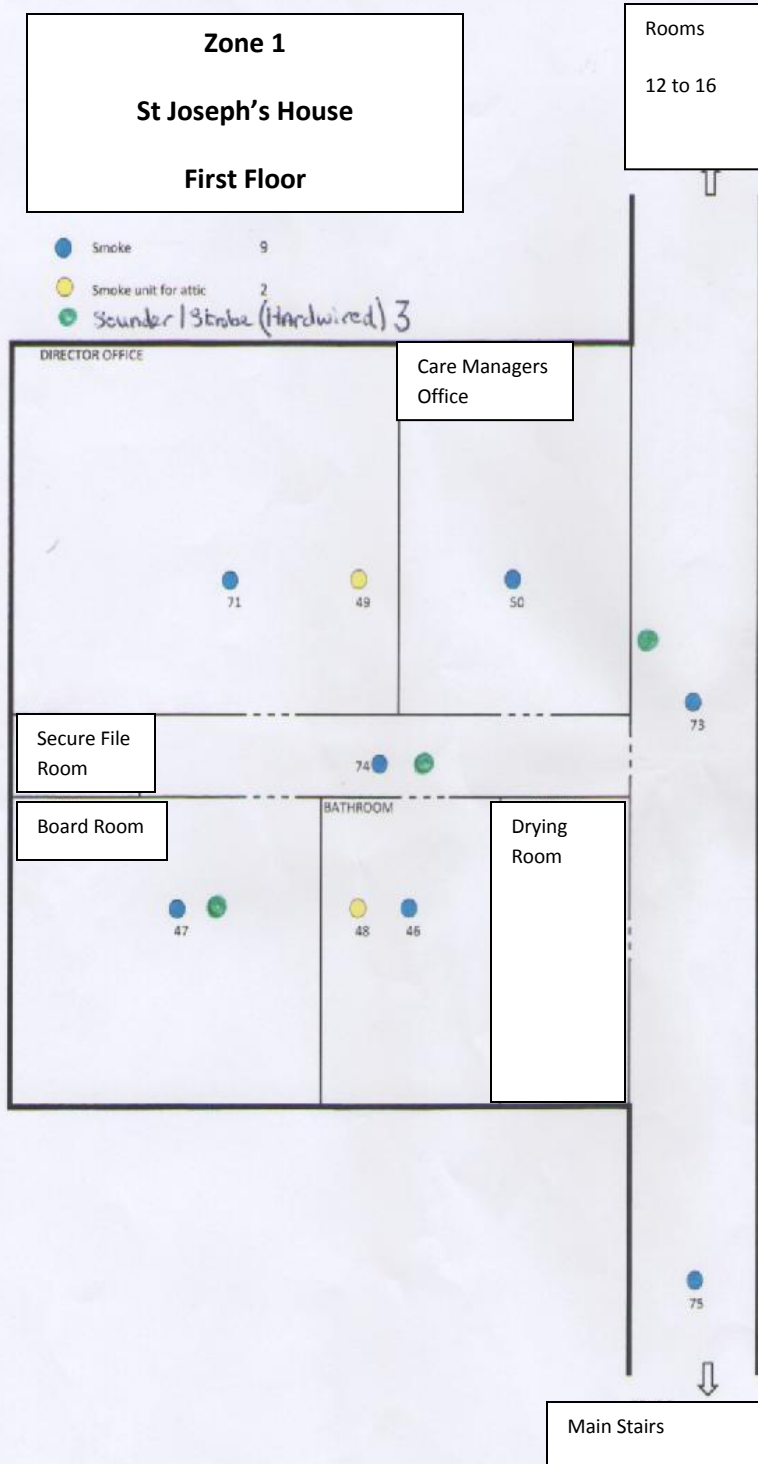 Zone 1
St Joseph's House
First Floor
Rooms
12 to 16
Smoke 9
Smoke unit for attic 2
Sounder / Strobe (Hardwired) 3
DIRECTOR OFFICE
Care Managers
Office
71
49
50
73
Secure File
Room
74
Board Room
BATHROOM
Drying
Room
47
48
46
75
Main Stairs